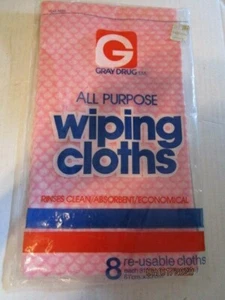 G
GRAY DRUG
ALL PURPOSE
wiping
cloths
RINSES CLEAN/ABSORBENT/ECONOMICAL
8 re-usable cloths